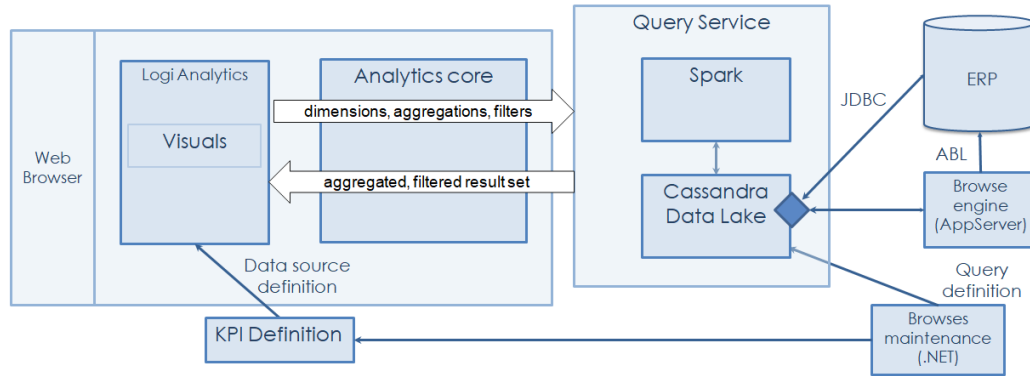 Query Service
Logi Analytics
Analytics core
Spark
ERP
JDBC
dimensions, aggregations, filters
Visuals
Web
Browser
ABL
aggregated, filtered result set
Cassandra
Data Lake
Browse
engine
(AppServer)
Data source
definition
Query
definition
KPI Definition
Browses
maintenance
(.NET)